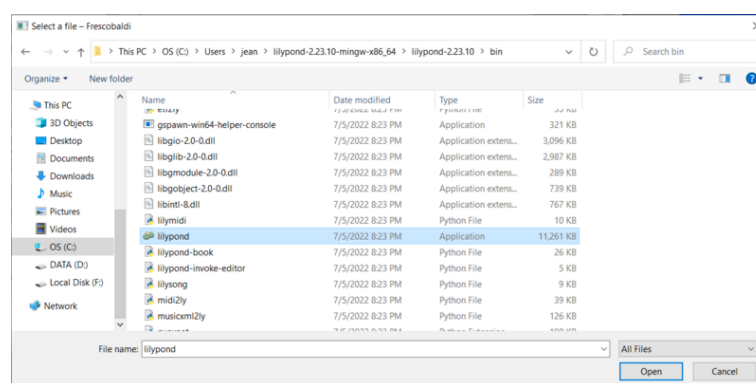 Select a file – Frescobaldi
This PC > OS (C:) > Users > jean > lilypond-2.23.10-mingw-x86_64 > lilypond-2.23.10 > bin
Search bin
Organize
New folder
This PC
3D Objects
Desktop
Documents
Downloads
Music
Pictures
Videos
OS (C:)
DATA (D:)
Local Disk (F:)
Network
Name Date modified Type Size
gspawn-win64-helper-console 7/5/2022 8:23 PM Application 321 KB
libgio-2.0-0.dll 7/5/2022 8:23 PM Application extens... 3,096 KB
libglib-2.0-0.dll 7/5/2022 8:23 PM Application extens... 2,987 KB
libgmodule-2.0-0.dll 7/5/2022 8:23 PM Application extens... 289 KB
libgobject-2.0-0.dll 7/5/2022 8:23 PM Application extens... 739 KB
libintl-8.dll 7/5/2022 8:23 PM Application extens... 767 KB
lilymidi 7/5/2022 8:23 PM Python File 10 KB
lilypond 7/5/2022 8:23 PM Application 11,261 KB
lilypond-book 7/5/2022 8:23 PM Python File 26 KB
lilypond-invoke-editor 7/5/2022 8:23 PM Python File 5 KB
lilysong 7/5/2022 8:23 PM Python File 9 KB
midi2ly 7/5/2022 8:23 PM Python File 39 KB
musicxml2ly 7/5/2022 8:23 PM Python File 126 KB
File name: lilypond
All Files
Open
Cancel